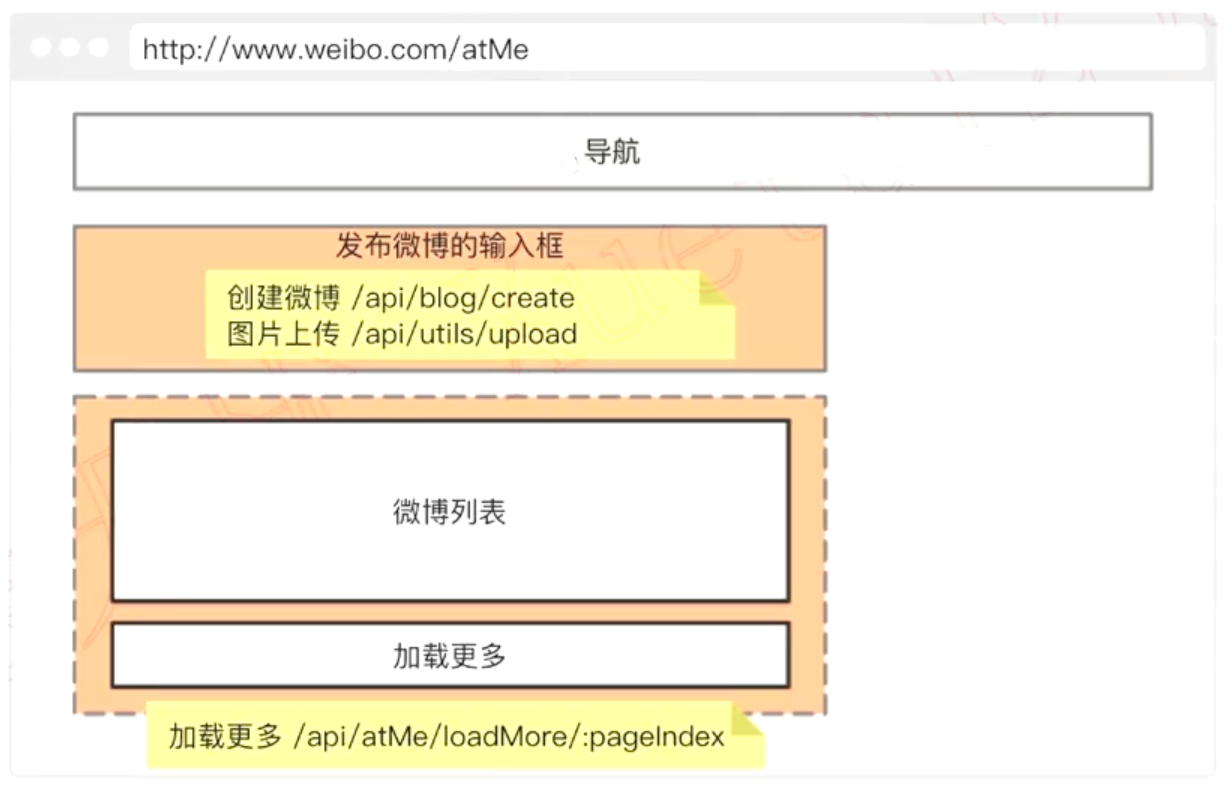 http://www.weibo.com/atMe
导航
发布微博的输入框
创建微博 /api/blog/create
图片上传 /api/utils/upload
微博列表
加载更多
加载更多 /api/atMe/loadMore/:pageIndex